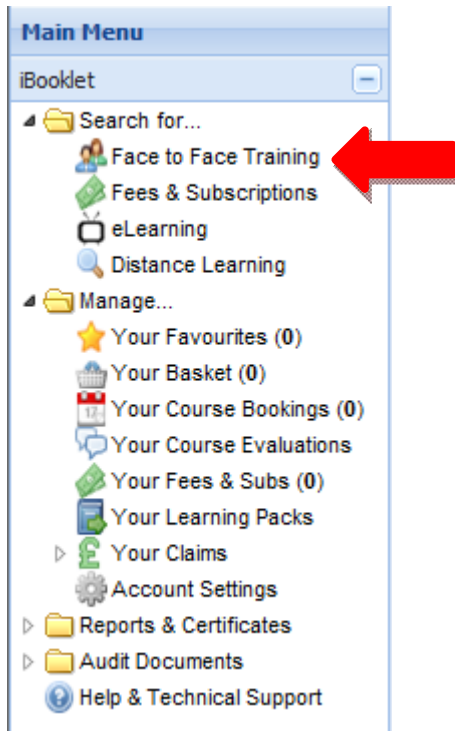 Main Menu
iBooklet
Search for...
Face to Face Training
Fees & Subscriptions
eLearning
Distance Learning
Manage...
Your Favourites (0)
Your Basket (0)
Your Course Bookings (0)
Your Course Evaluations
Your Fees & Subs (0)
Your Learning Packs
Your Claims
Account Settings
Reports & Certificates
Audit Documents
Help & Technical Support